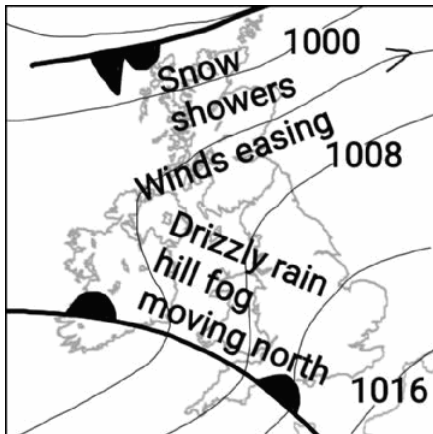 1000
Snow
showers
Winds easing
1008
Drizzly rain
hill fog
moving north
1016